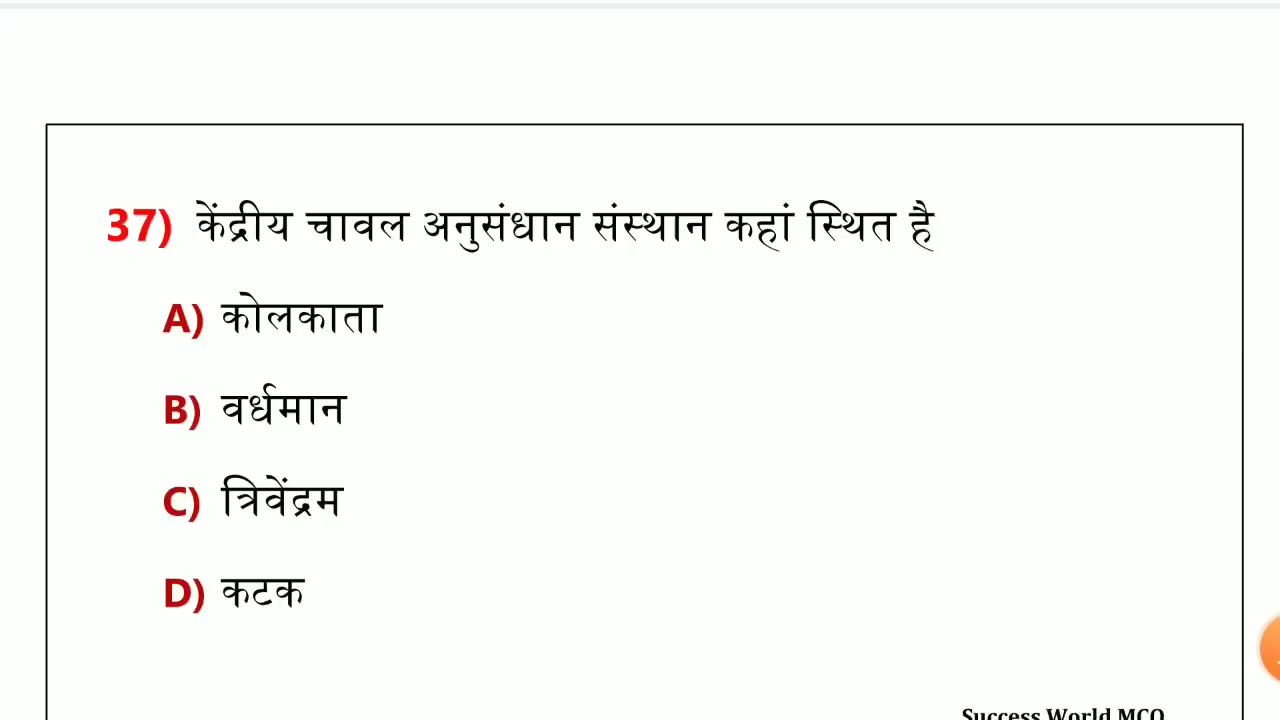 37) केंद्रीय चावल अनुसंधान संस्थान कहां स्थित है
A) कोलकाता
B) वर्धमान
C) त्रिवेंद्रम
D) कटक
Success World MCQ